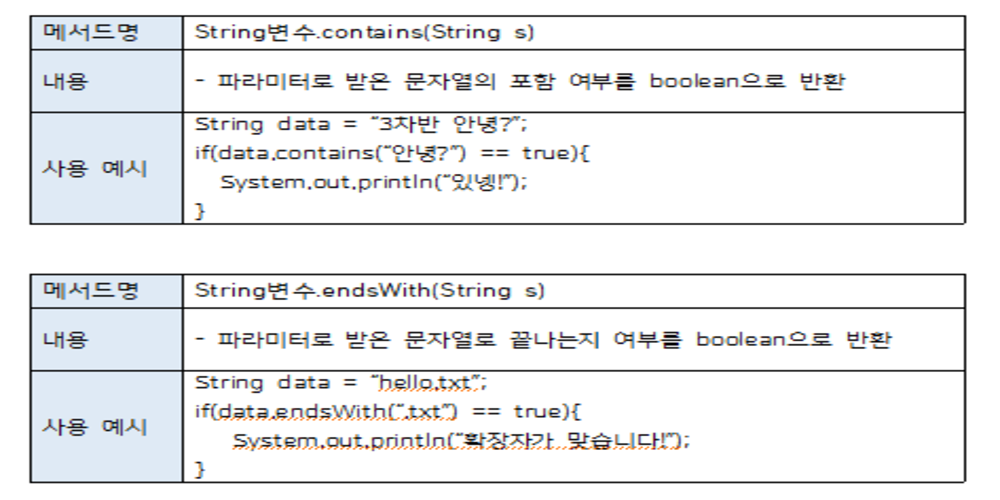 메서드명 String변수.contains(String s)
내용 - 파라미터로 받은 문자열의 포함 여부를 boolean으로 반환
사용 예시
String data = “3차반 안녕?”;
if(data.contains(“안녕?”) == true){
System.out.println(“있넹!”);
}
메서드명 String변수.endsWith(String s)
내용 - 파라미터로 받은 문자열로 끝나는지 여부를 boolean으로 반환
사용 예시
String data = “hello.txt”;
if(data.endsWith(“.txt”) == true){
System.out.println(“확장자가 맞습니다!”);
}